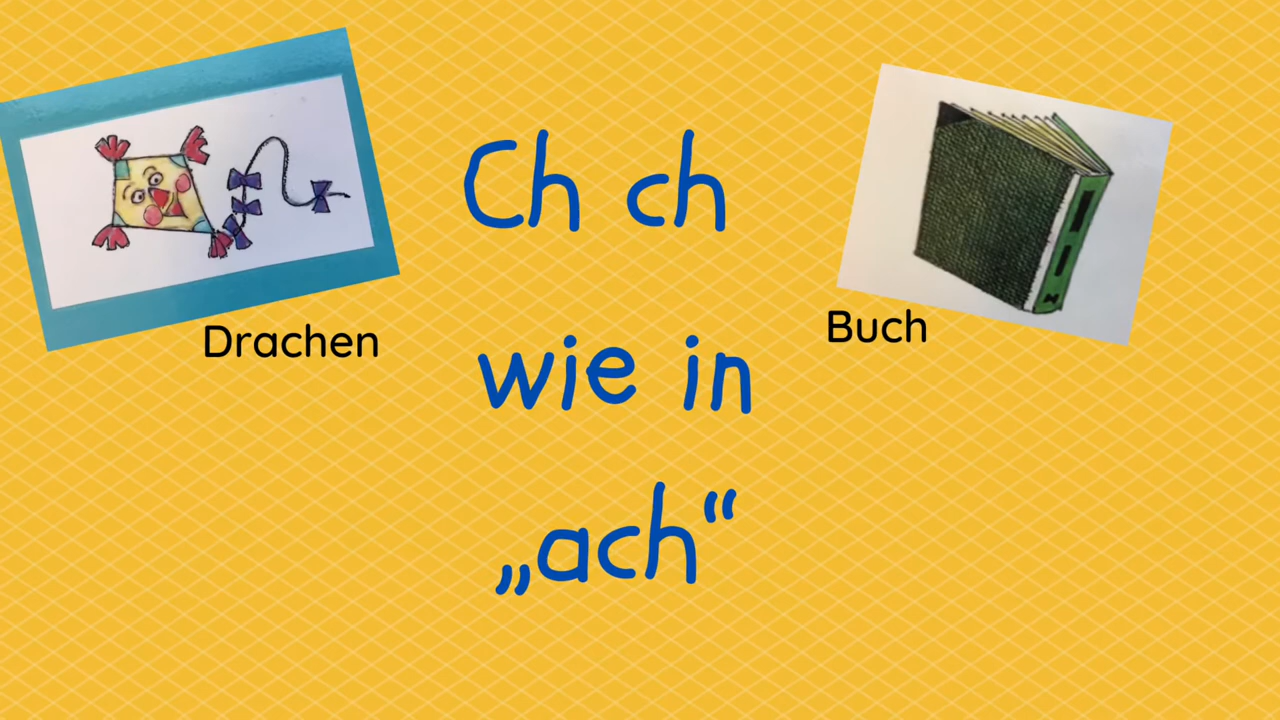 Ch ch
Drachen
Buch
wie in
„ach“